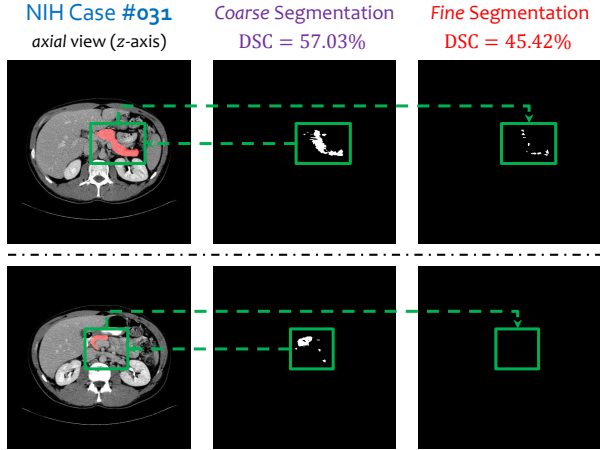 NIH Case #031
axial view (z-axis)
Coarse Segmentation
DSC = 57.03%
Fine Segmentation
DSC = 45.42%